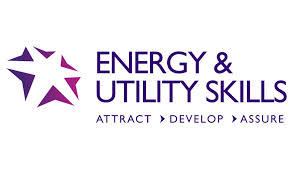 ENERGY &
UTILITY SKILLS
ATTRACT > DEVELOP > ASSURE